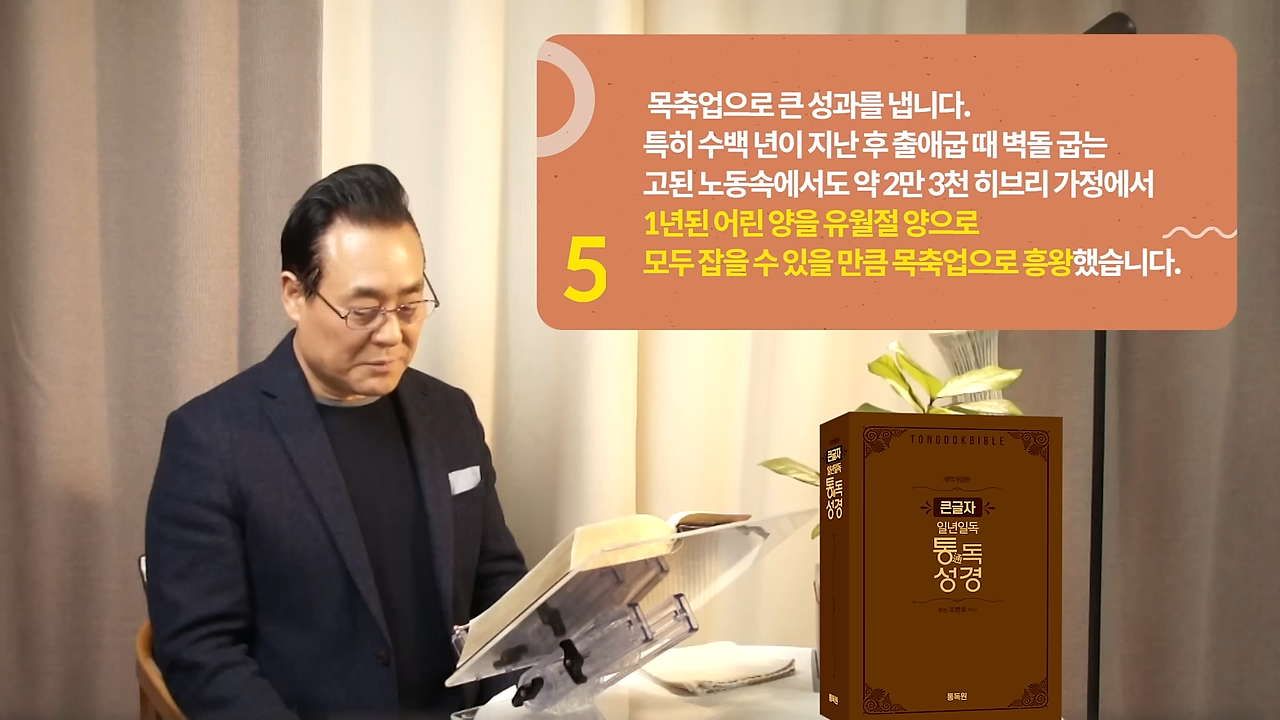 목축업으로 큰 성과를 냅니다.
특히 수백 년이 지난 후 출애굽 때 벽돌 굽는
고된 노동속에서도 약 2만 3천 히브리 가정에서
1년된 어린 양을 유월절 양으로
모두 잡을 수 있을 만큼 목축업으로 흥왕했습니다.
5
큰글자
일년일독
통독
성경
TONGDOKBIBLE
큰글자
일년일독
통독
성경
통독원